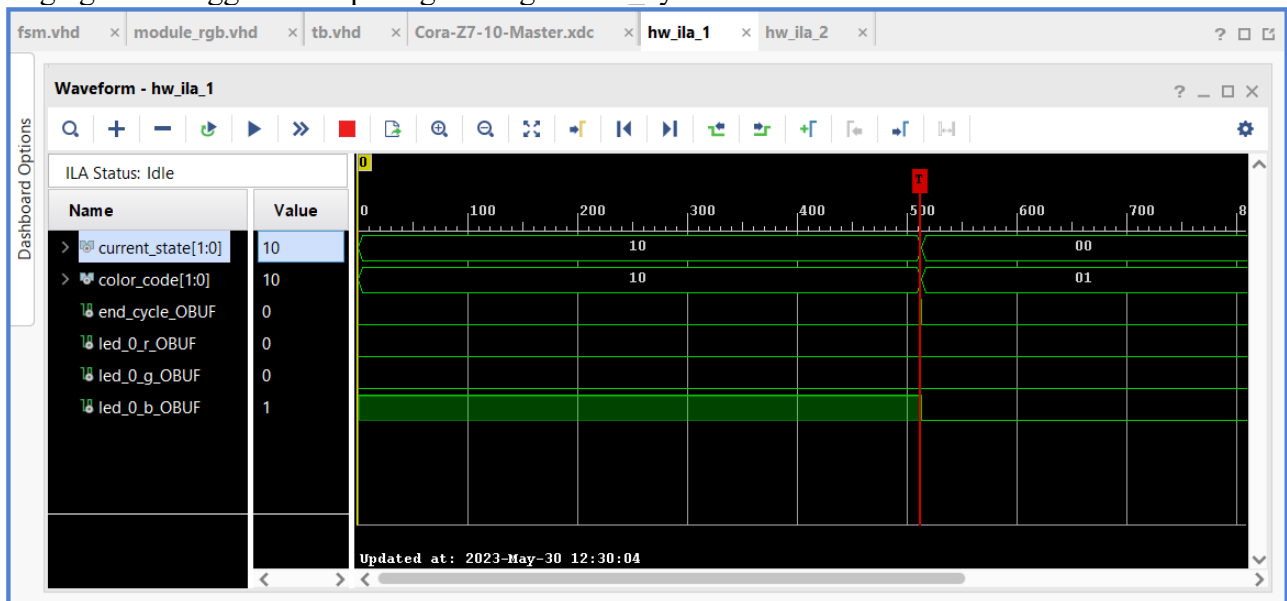 fsm.vhd × module_rgb.vhd × tb.vhd × Cora-Z7-10-Master.xdc × hw_ila_1 × hw_ila_2 ×
Dashboard Options
Waveform - hw_ila_1
ILA Status: Idle
Name Value
0
T
0 100 200 300 400 500 600 700 8
current_state[1:0] 10 10 00
color_code[1:0] 10 10 01
end_cycle_OBUF 0
led_0_r_OBUF 0
led_0_g_OBUF 0
led_0_b_OBUF 1
Updated at: 2023-May-30 12:30:04